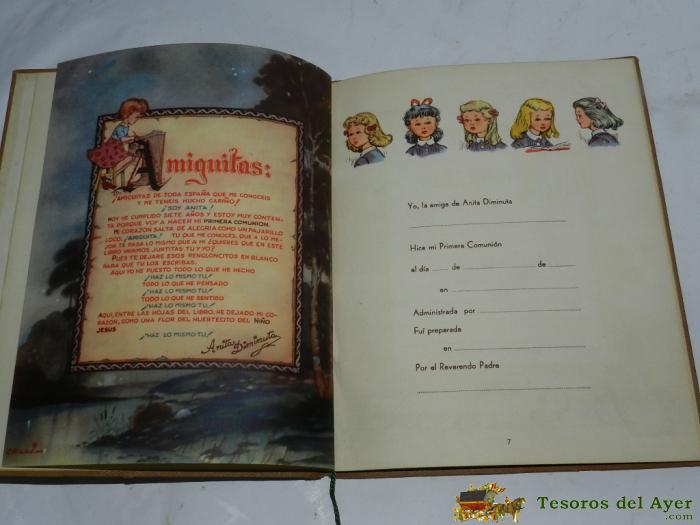 Amiguitas:
¡AMIGUITAS DE TODA ESPAÑA QUE ME CONOCEIS
Y ME TENEIS MUCHO CARIÑO!
¡SOY ANITA!
HOY HE CUMPLIDO SIETE AÑOS Y ESTOY MUY CONTEN-
TA PORQUE VOY A HACER MI PRIMERA COMUNION.
MI CORAZON SALTA DE ALEGRIA COMO UN PAJARILLO
LOCO. ¡AMIGUITA! TU QUE ME CONOCES, QUE A LO ME-
JOR TE PASA LO MISMO QUE A MI ¿QUIERES QUE EN ESTE
LIBRO VIVAMOS JUNTITAS TU Y YO?
PUES TE DEJARE ESOS RENGLONCITOS EN BLANCO
PARA QUE TU LOS ESCRIBAS.
AQUI YO HE PUESTO TODO LO QUE HE HECHO
¡HAZ LO MISMO TU!
TODO LO QUE HE PENSADO
¡HAZ LO MISMO TU!
TODO LO QUE HE SENTIDO
¡HAZ LO MISMO TU!
AQUI, ENTRE LAS HOJAS DEL LIBRO, HE DEJADO MI CO-
RAZON, COMO UNA FLOR DEL HUERTECITO DEL NIÑO
JESUS
¡HAZ LO MISMO TU!
Anita Diminuta
Yo, la amiga de Anita Diminuta
Hice mi Primera Comunión
al día de de
en
Administrada por
Fuí preparada
en
Por el Reverendo Padre
7
Tesoros del Ayer
.com